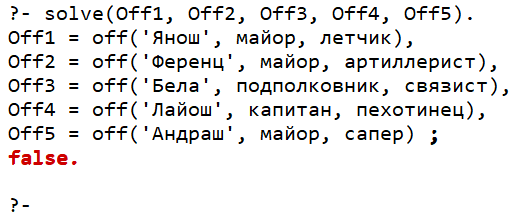 ?- solve(Off1, Off2, Off3, Off4, Off5).
Off1 = off('Янош', майор, летчик),
Off2 = off('Ференц', майор, артиллерист),
Off3 = off('Бела', подполковник, связист),
Off4 = off('Лайош', капитан, пехотинец),
Off5 = off('Андраш', майор, сапер) ;
false.
?-